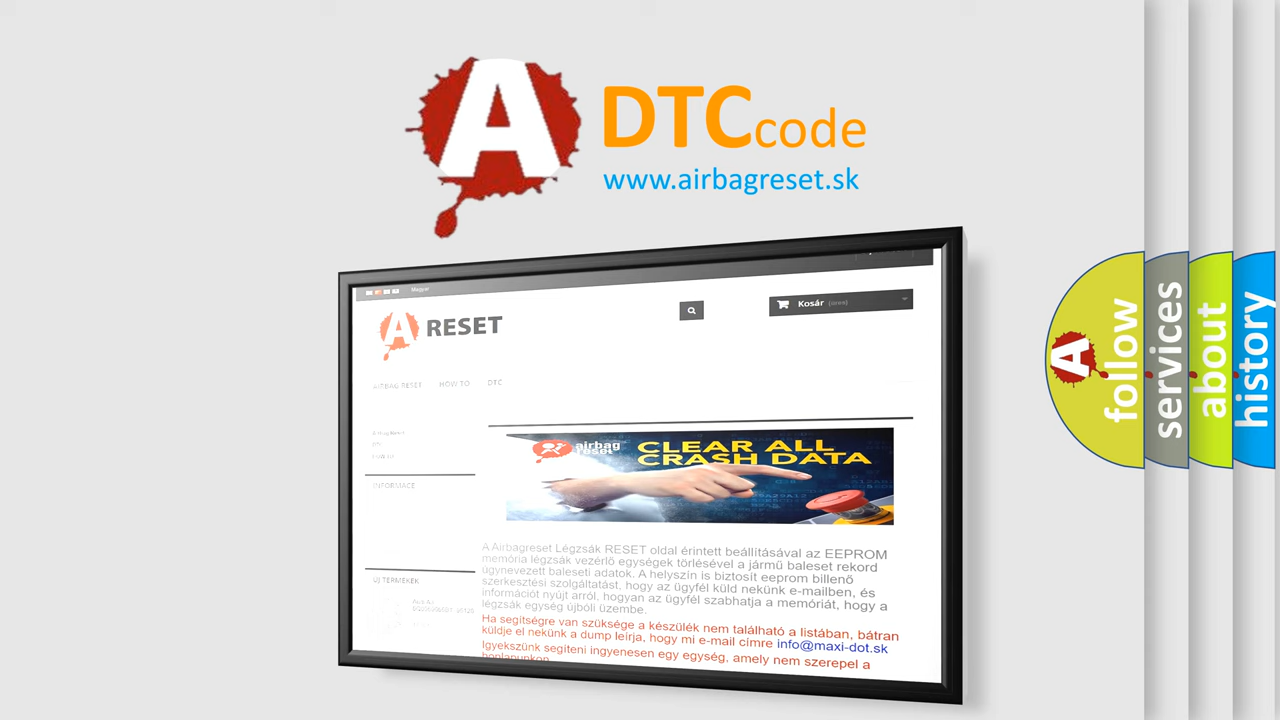 A DTCcode
www.airbagreset.sk
Magyar
A RESET
Kosár (üres)
AIRBAG RESET HOW TO DTC
INFORMACE
airbag
reset
CLEAR ALL
CRASH DATA
A Airbagreset Légzsák RESET oldal érintett beállításával az EEPROM
memória légzsák vezérlő egységek törlésével a jármű baleset rekord
úgynevezett baleseti adatok. A helyszín is biztosít eeprom billenő
szerkesztési szolgáltatást, hogy az ügyfél küld nekünk e-mailben, és
információt nyújt arról, hogyan az ügyfél szabhatja a memóriát, hogy a
légzsák egység újbóli üzembe.
Ha segítségre van szüksége a készülék nem található a listában, bátran
küldje el nekünk a dump leírja, hogy mi e-mail címre info@maxi-dot.sk
Igyekszünk segíteni ingyenesen egy egység, amely nem szerepel a
honlapunkon
ÚJ TERMÉKEK
A follow
services
about
history